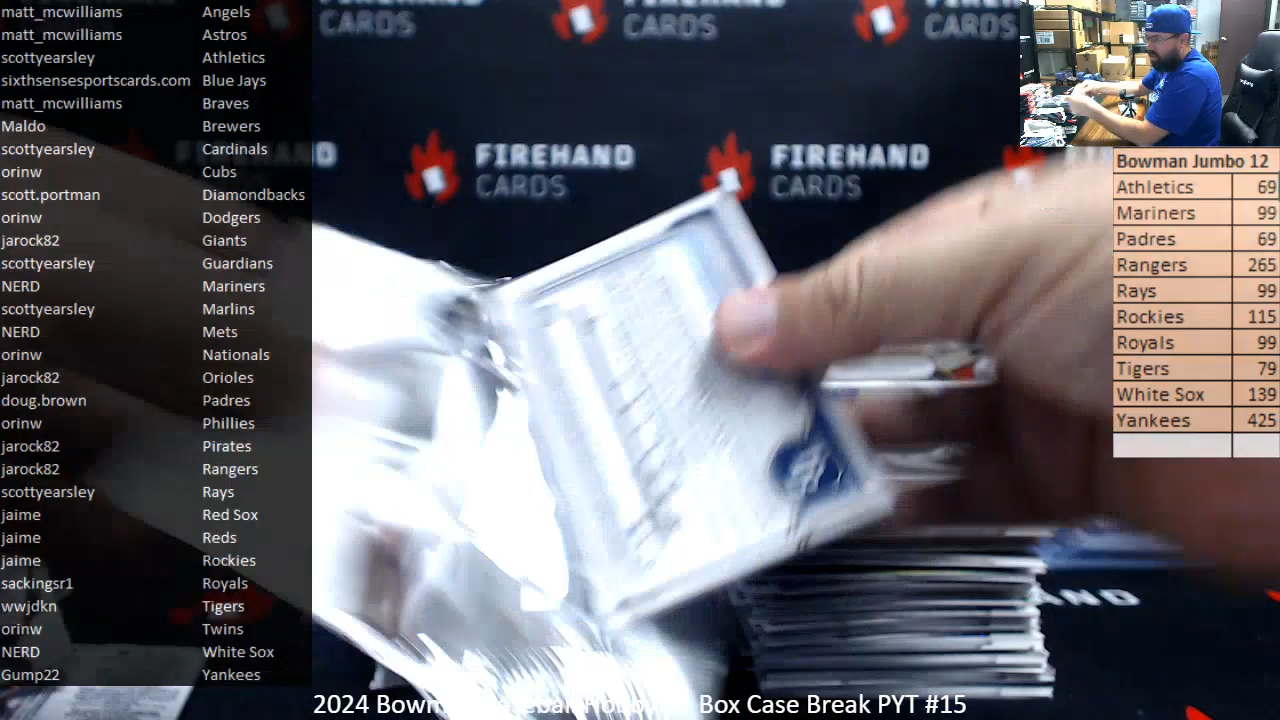 matt_mcwilliams Angels
matt_mcwilliams Astros
scottyearsley Athletics
sixthsensesportscards.com Blue Jays
matt_mcwilliams Braves
Maldo Brewers
scottyearsley Cardinals
orinw Cubs
scott.portman Diamondbacks
orinw Dodgers
jarock82 Giants
scottyearsley Guardians
NERD Mariners
scottyearsley Marlins
NERD Mets
orinw Nationals
jarock82 Orioles
doug.brown Padres
orinw Phillies
jarock82 Pirates
jarock82 Rangers
scottyearsley Rays
jaime Red Sox
jaime Reds
jaime Rockies
sackingsr1 Royals
wwjdkn Tigers
orinw Twins
NERD White Sox
Gump22 Yankees
FIREHAND
CARDS
CARDS
CARDS
CARDS
FIREHAND
CARDS
FIREHAND
CARDS
Bowman Jumbo 12
Athletics 69
Mariners 99
Padres 69
Rangers 265
Rays 99
Rockies 115
Royals 99
Tigers 79
White Sox 139
Yankees 425
2024 Box Case Break PYT #15